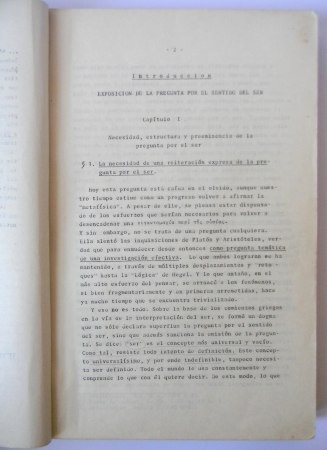 - 2 -
Introduccion
EXPOSICION DE LA PREGUNTA POR EL SENTIDO DEL SER
Capítulo I
Necesidad, estructura y preeminencia de la
pregunta por el ser
§ 1. La necesidad de una reiteración expresa de la pre-
gunta por el ser.
Hoy esta pregunta está caída en el olvido, aunque nues-
tro tiempo estime como un progreso volver a afirmar la
"metafísica". A pesar de ello, se piensa estar dispensa-
do de los esfuerzos que serían necesarios para volver a
desencadenar una
Y sin embargo, no se trata de una pregunta cualquiera.
Ella alentó las inquisiciones de Platón y Aristóteles,
para enmudecer desde entonces como pregunta temática
de una investigación efectiva. Lo que ambos lograron se ha
mantenido, a través de múltiples desplazamientos y "reto-
ques" hasta la "Lógica" de Hegel. Y lo que antaño, en el
más alto esfuerzo del pensar, se arrancó a los fenómenos,
si bien fragmentariamente y en primeras arremetidas, hace
ya mucho tiempo que se encuentra trivializado.
Y eso no es todo. Sobre la base de los comienzos griegos
en la vía de la interpretación del ser, se formó un dogma
que no sólo declara superflua la pregunta por el sentido
del ser, sino que además sanciona la omisión de la pregun-
ta. Se dice: "ser" es el concepto más universal y vacío.
Como tal, resiste todo intento de definición. Este concep-
to universalísimo, y por ende indefinible, tampoco necesi-
ta ser definido. Todo el mundo lo usa constantemente y
comprende lo que con él quiere decir. De este modo, lo que